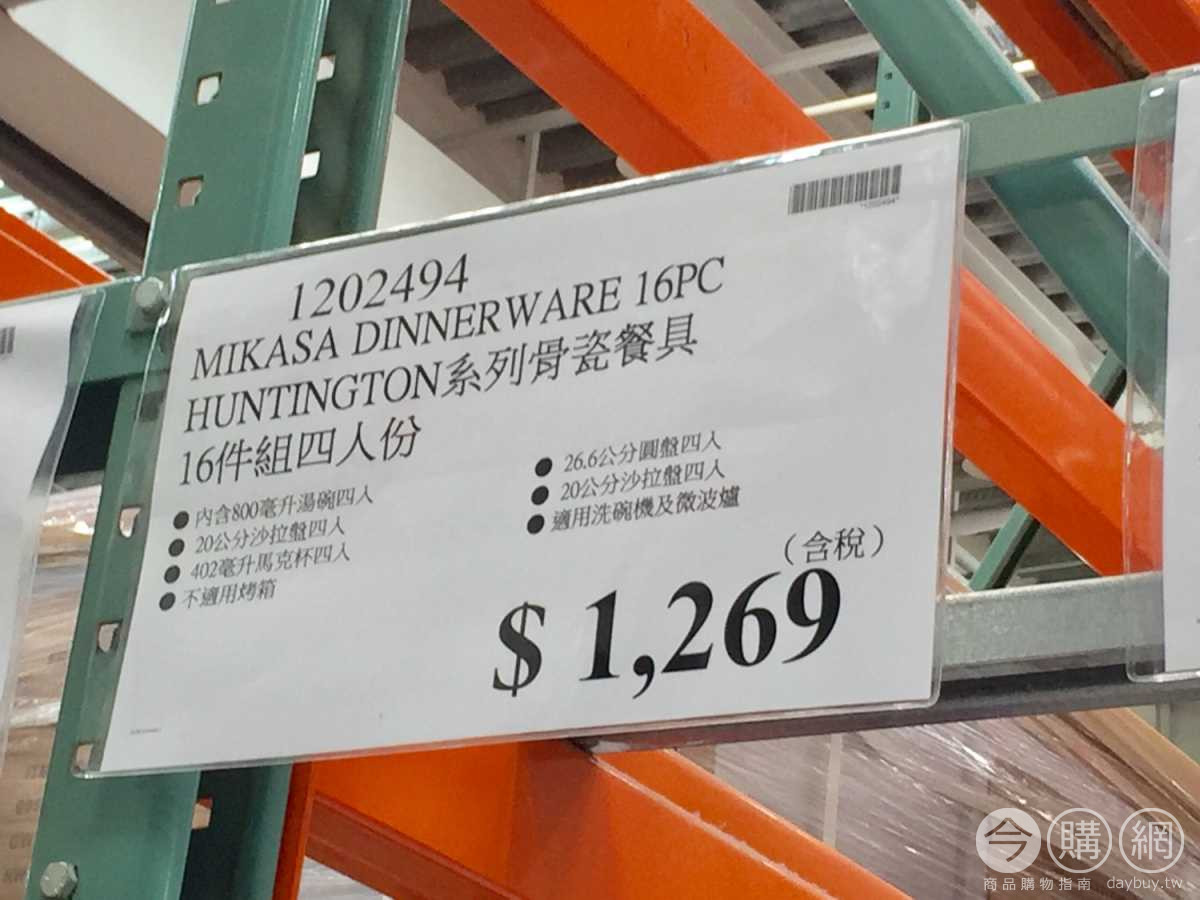 *1202494*
1202494
MIKASA DINNERWARE 16PC
HUNTINGTON系列骨瓷餐具
16件組四人份
● 內含800毫升湯碗四入
● 20公分沙拉盤四入
● 402毫升馬克杯四入
● 不適用烤箱
● 26.6公分圓盤四入
● 20公分沙拉盤四入
● 適用洗碗機及微波爐
（含稅）
$ 1,269
今購網
商品購物指南 daybuy.tw